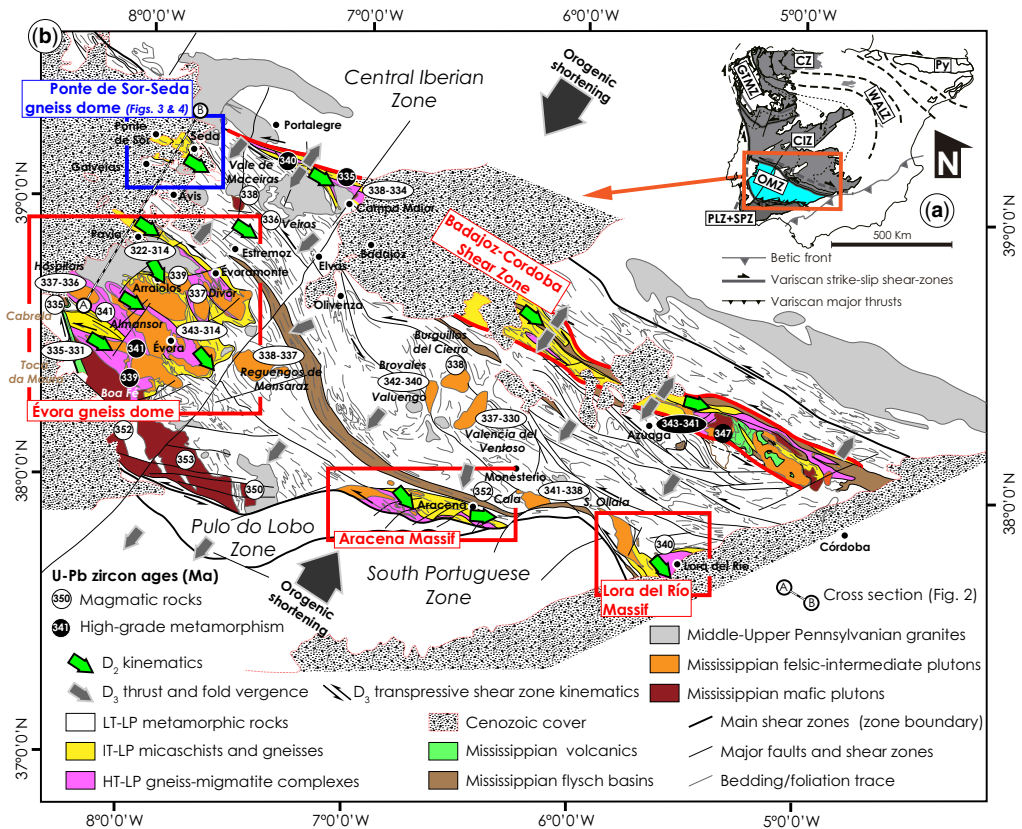 8°0'0"W
7°0'0"W
6°0'0"W
5°0'0"W
(b)
Ponte de Sor-Seda
gneiss dome (Figs. 3 & 4)
B
Ponte
de Sor
Seda
Galveias
Avis
Portalegre
Central Iberian
Zone
Orogenic
shortening
GTMZ
CZ
WALZ
CIZ
OMZ
PLZ+SPZ
Py
N
(a)
500 Km
Betic front
Variscan strike-slip shear-zones
Variscan major thrusts
39°0'0"N
39°0'0"N
Vale de
Maceiras
340
335
338-334
Campo Maior
338
336
Veiros
Pavia
322-314
Estremoz
Elvas
Badajoz
Badajoz-Cordoba
Shear Zone
Hospitais
337-336
339
Évoramonte
Arraiolos
337
Divor
Olivenza
335
A
341
Cabrela
Almansor
343-314
335-331
341
Évora
338-337
Reguengos de
Monsaraz
339
Boa Fé
Évora gneiss dome
Burguillos
del Cierro
338
Brovales
342-340
Valuengo
337-330
Valencia del
Ventoso
Azuaga
343-341
347
352
353
350
38°0'0"N
38°0'0"N
Monesterio
352
Cala
341-338
S. Ollala
Aracena
Pulo do Lobo
Zone
Aracena Massif
South Portuguese
Zone
340
Lora del Rio
Lora del Río
Massif
Córdoba
Orogenic
shortening
U-Pb zircon ages (Ma)
350 Magmatic rocks
341 High-grade metamorphism
A B Cross section (Fig. 2)
D2 kinematics
D3 thrust and fold vergence
D3 transpressive shear zone kinematics
Middle-Upper Pennsylvanian granites
Mississippian felsic-intermediate plutons
Mississippian mafic plutons
LT-LP metamorphic rocks
Cenozoic cover
Main shear zones (zone boundary)
IT-LP micaschists and gneisses
Mississippian volcanics
Major faults and shear zones
HT-LP gneiss-migmatite complexes
Mississippian flysch basins
Bedding/foliation trace
37°0'0"N
8°0'0"W
7°0'0"W
6°0'0"W
5°0'0"W